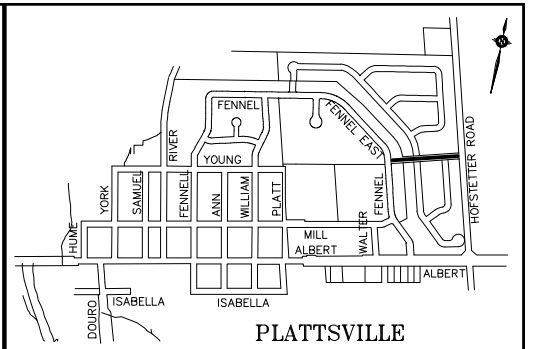 FENNEL
FENNEL EAST
HOFSTETTER ROAD
RIVER
YOUNG
YORK
SAMUEL
FENNELL
ANN
WILLIAM
PLATT
FENNEL
HUME
MILL
WALTER
ALBERT
ALBERT
ISABELLA
ISABELLA
DOURO
PLATTSVILLE